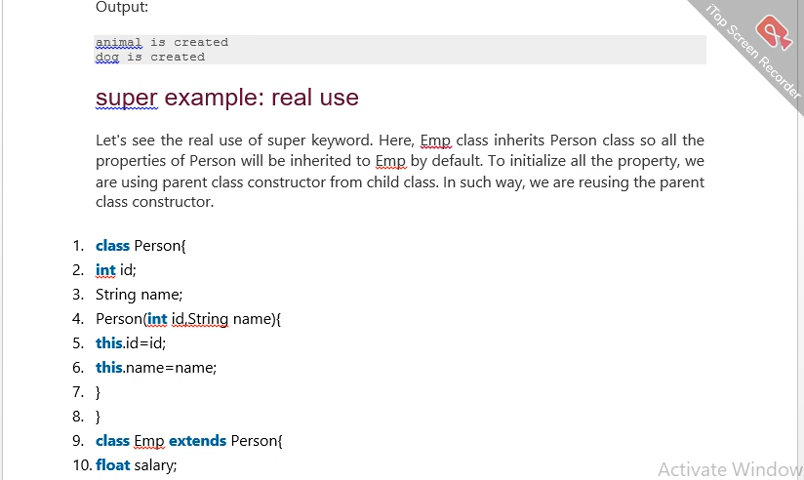 Output:
iTop Screen Recorder
animal is created
dog is created
super example: real use
Let's see the real use of super keyword. Here, Emp class inherits Person class so all the
properties of Person will be inherited to Emp by default. To initialize all the property, we
are using parent class constructor from child class. In such way, we are reusing the parent
class constructor.
1. class Person{
2. int id;
3. String name;
4. Person(int id,String name){
5. this.id=id;
6. this.name=name;
7. }
8. }
9. class Emp extends Person{
10. float salary;
Activate Window